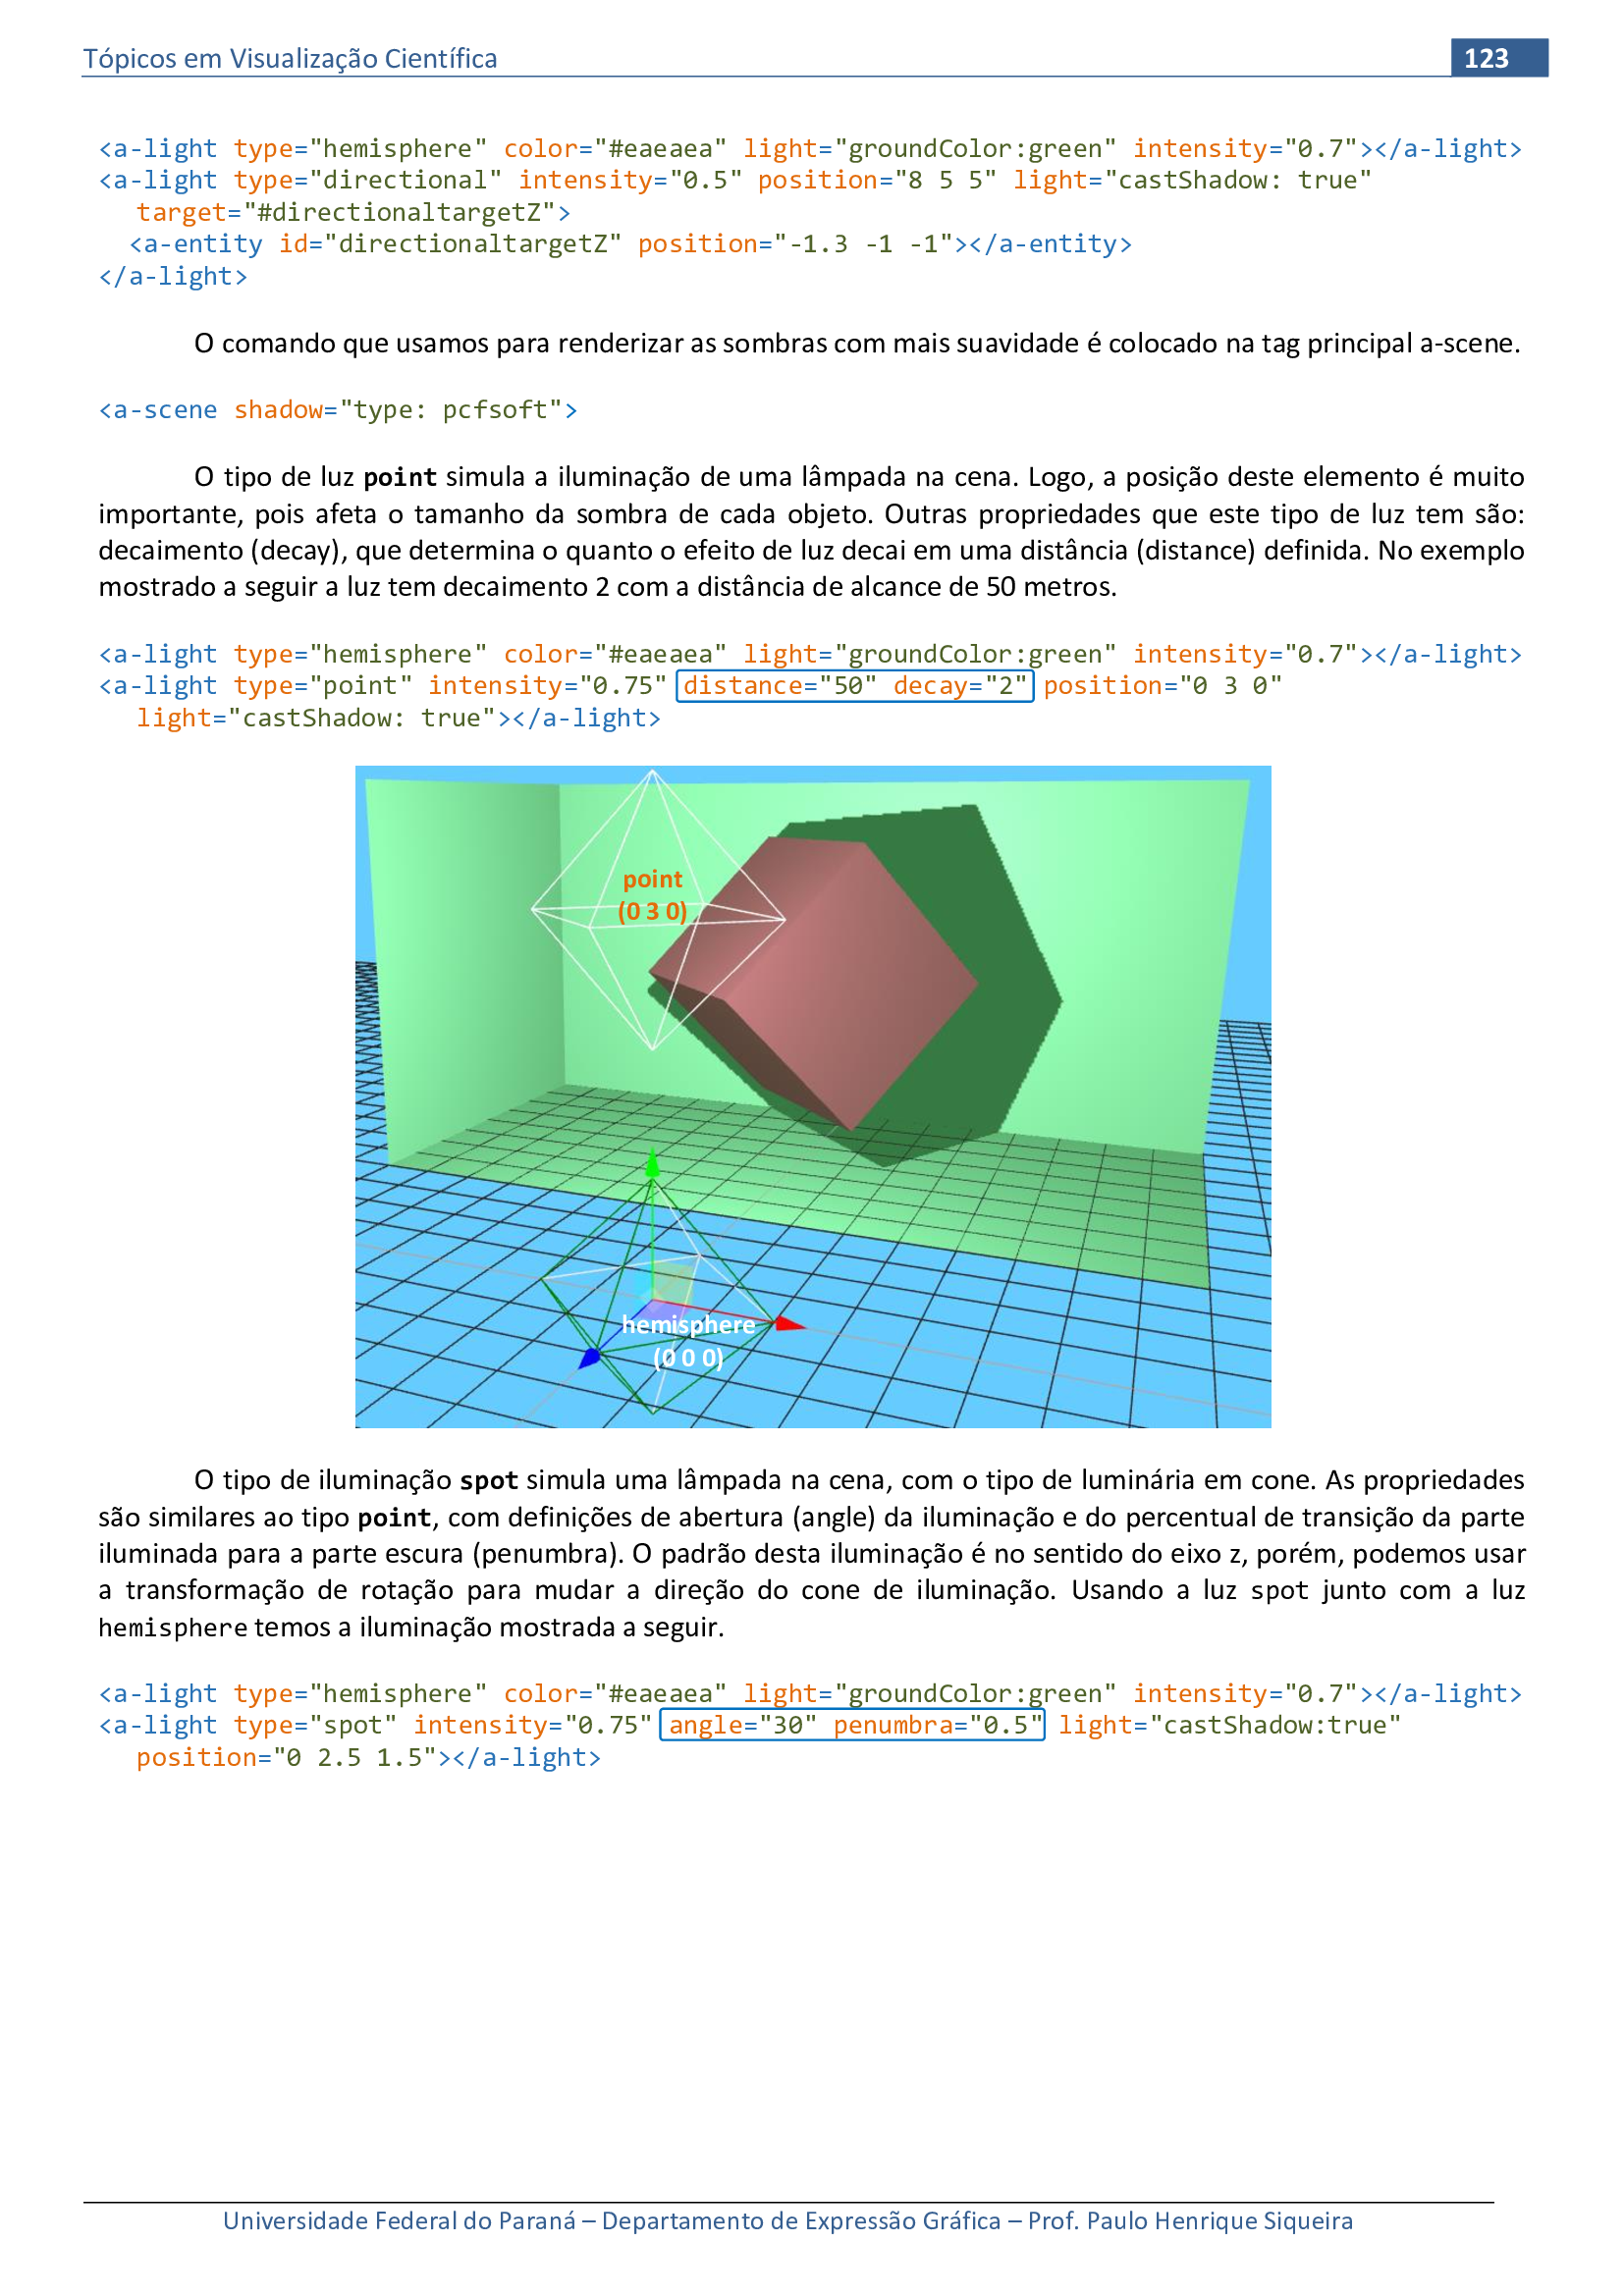 Tópicos em Visualização Científica 123
<a-light type="hemisphere" color="#eaeaea" light="groundColor:green" intensity="0.7"></a-light>
<a-light type="directional" intensity="0.5" position="8 5 5" light="castShadow: true"
target="#directionaltargetZ">
<a-entity id="directionaltargetZ" position="-1.3 -1 -1"></a-entity>
</a-light>
O comando que usamos para renderizar as sombras com mais suavidade é colocado na tag principal a-scene.
<a-scene shadow="type: pcfsoft">
O tipo de luz point simula a iluminação de uma lâmpada na cena. Logo, a posição deste elemento é muito
importante, pois afeta o tamanho da sombra de cada objeto. Outras propriedades que este tipo de luz tem são:
decaimento (decay), que determina o quanto o efeito de luz decai em uma distância (distance) definida. No exemplo
mostrado a seguir a luz tem decaimento 2 com a distância de alcance de 50 metros.
<a-light type="hemisphere" color="#eaeaea" light="groundColor:green" intensity="0.7"></a-light>
<a-light type="point" intensity="0.75" distance="50" decay="2" position="0 3 0"
light="castShadow: true"></a-light>
point
(0 3 0)
hemisphere
(0 0 0)
O tipo de iluminação spot simula uma lâmpada na cena, com o tipo de luminária em cone. As propriedades
são similares ao tipo point, com definições de abertura (angle) da iluminação e do percentual de transição da parte
iluminada para a parte escura (penumbra). O padrão desta iluminação é no sentido do eixo z, porém, podemos usar
a transformação de rotação para mudar a direção do cone de iluminação. Usando a luz spot junto com a luz
hemisphere temos a iluminação mostrada a seguir.
<a-light type="hemisphere" color="#eaeaea" light="groundColor:green" intensity="0.7"></a-light>
<a-light type="spot" intensity="0.75" angle="30" penumbra="0.5" light="castShadow:true"
position="0 2.5 1.5"></a-light>
Universidade Federal do Paraná – Departamento de Expressão Gráfica – Prof. Paulo Henrique Siqueira